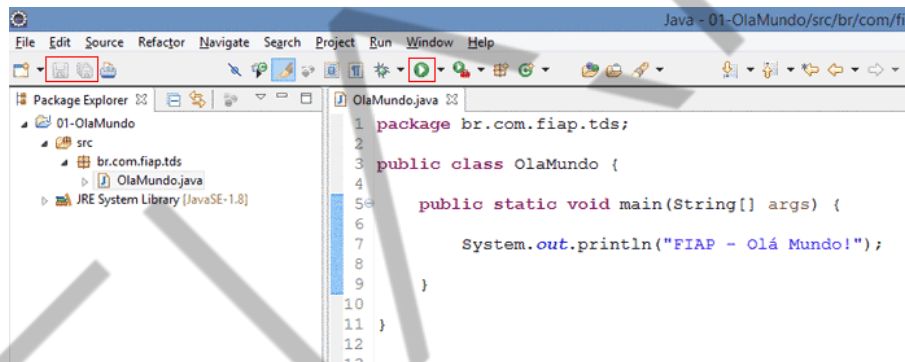 Java - 01-OlaMundo/src/br/com/fi
File Edit Source Refactor Navigate Search Project Run Window Help
Package Explorer
OlaMundo.java
01-OlaMundo
src
br.com.fiap.tds
OlaMundo.java
JRE System Library [JavaSE-1.8]
1 package br.com.fiap.tds;
2
3 public class OlaMundo {
4
5 public static void main(String[] args) {
6
7 System.out.println("FIAP - Olá Mundo!");
8
9 }
10
11 }
12